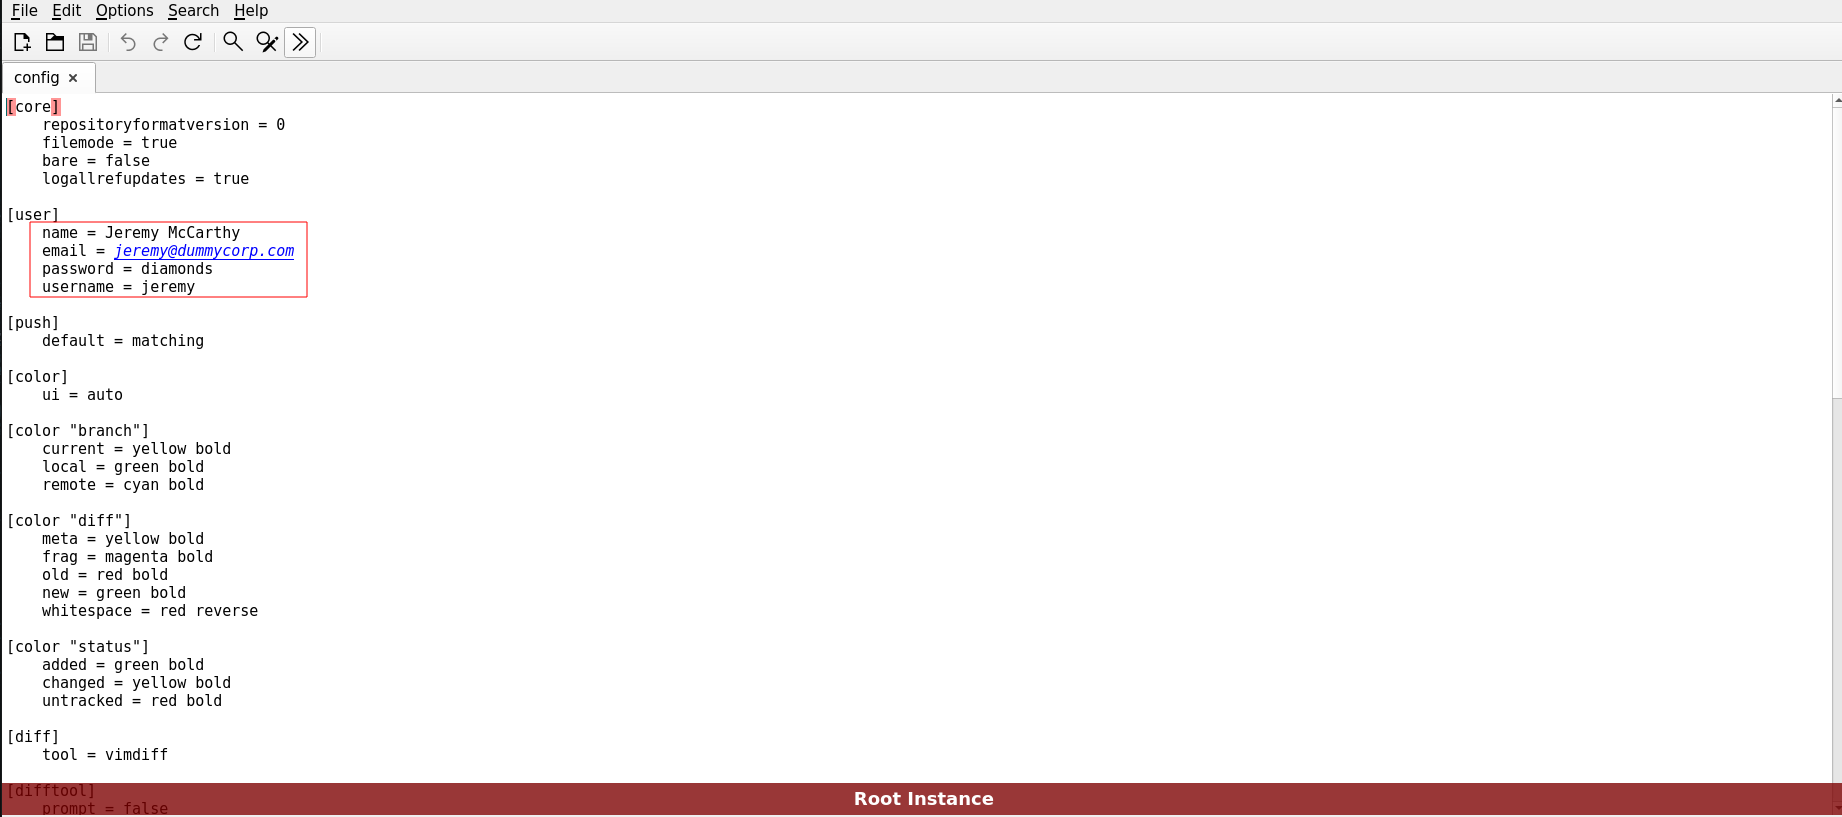 File Edit Options Search Help
config
[core]
repositoryformatversion = 0
filemode = true
bare = false
logallrefupdates = true
[user]
name = Jeremy McCarthy
email = jeremy@dummycorp.com
password = diamonds
username = jeremy
[push]
default = matching
[color]
ui = auto
[color "branch"]
current = yellow bold
local = green bold
remote = cyan bold
[color "diff"]
meta = yellow bold
frag = magenta bold
old = red bold
new = green bold
whitespace = red reverse
[color "status"]
added = green bold
changed = yellow bold
untracked = red bold
[diff]
tool = vimdiff
[difftool]
prompt = false
Root Instance